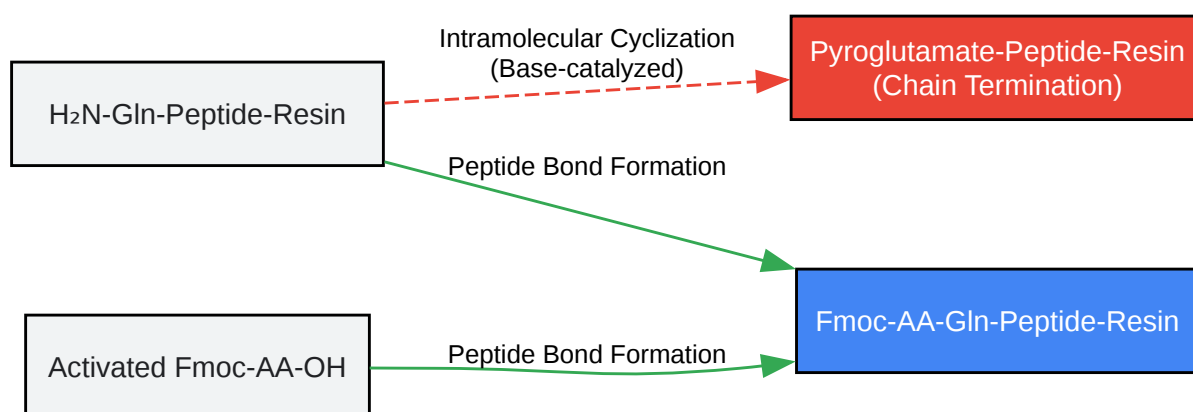 Intramolecular Cyclization
(Base-catalyzed)
Pyroglutamate-Peptide-Resin
(Chain Termination)
H₂N-Gln-Peptide-Resin
Peptide Bond Formation
Fmoc-AA-Gln-Peptide-Resin
Activated Fmoc-AA-OH
Peptide Bond Formation